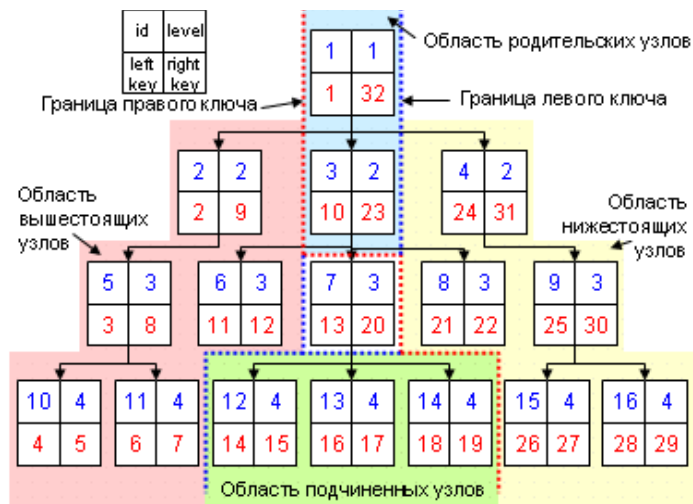 id level
left key right key
Область родительских узлов
1 1
1 32
Граница правого ключа
Граница левого ключа
2 2
2 9
3 2
10 23
4 2
24 31
Область
вышестоящих
узлов
Область
нижестоящих
узлов
5 3
3 8
6 3
11 12
7 3
13 20
8 3
21 22
9 3
25 30
10 4
4 5
11 4
6 7
12 4
14 15
13 4
16 17
14 4
18 19
15 4
26 27
16 4
28 29
Область подчиненных узлов